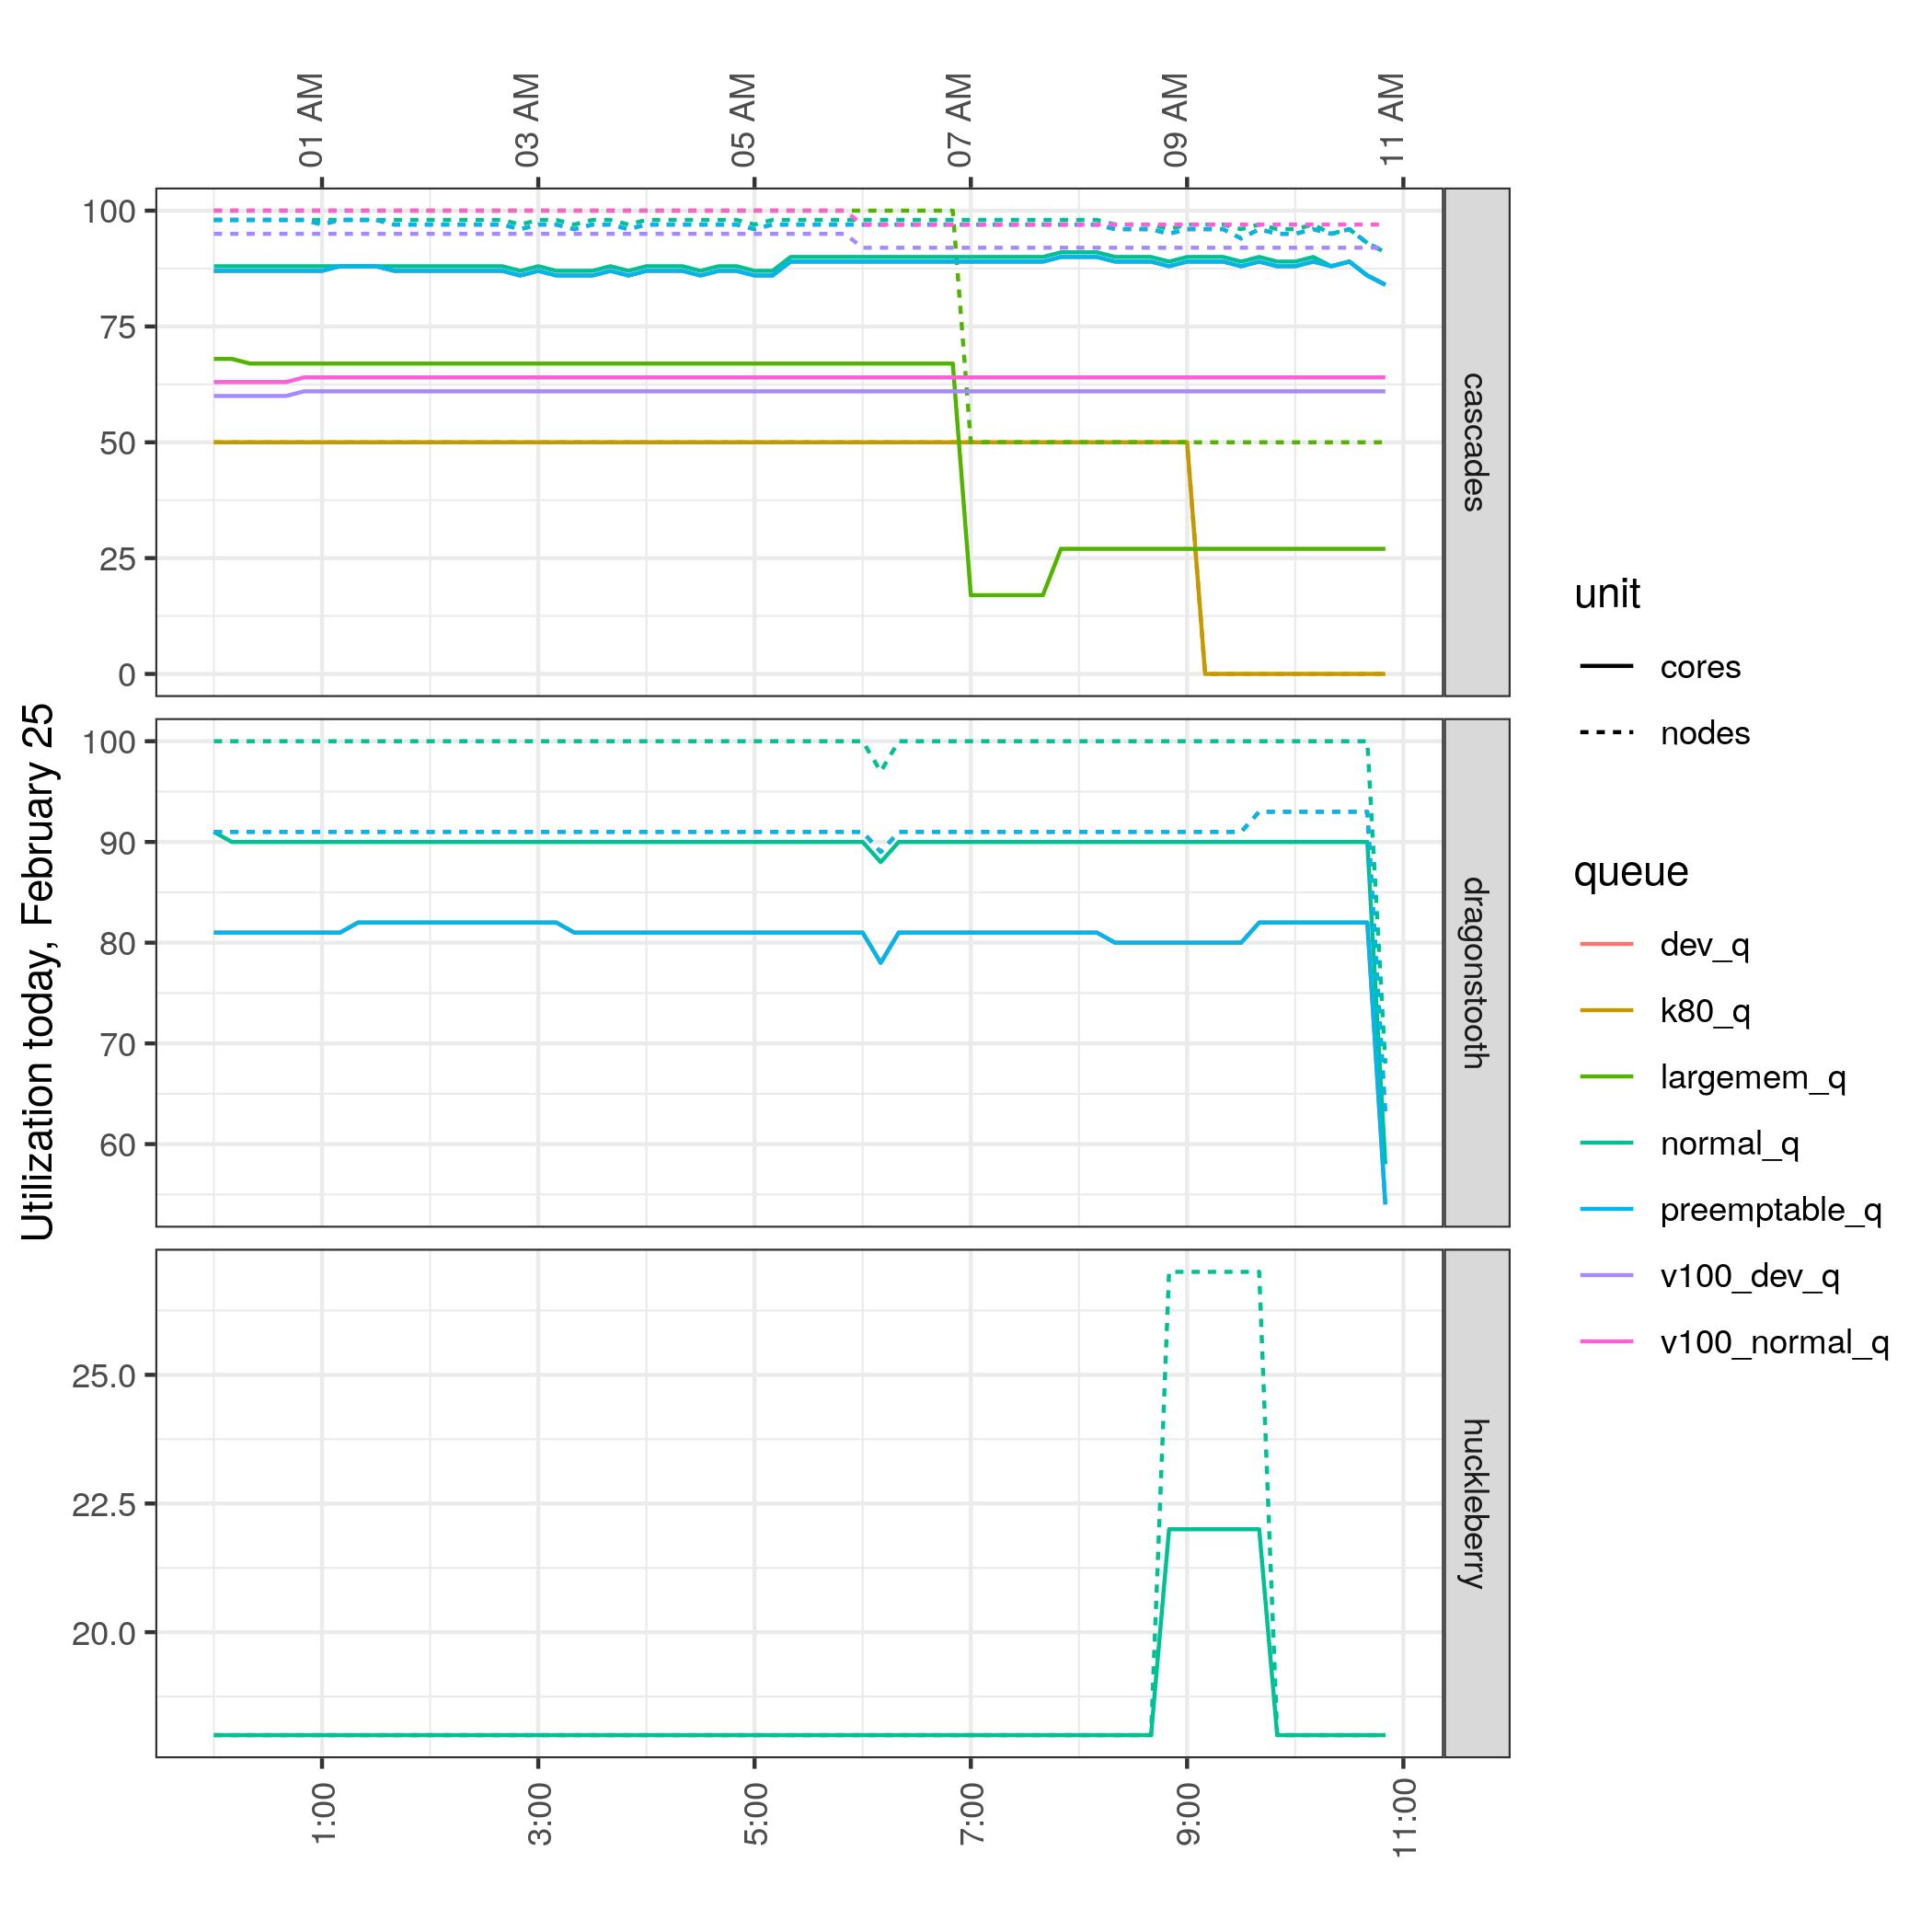 01 AM
03 AM
05 AM
07 AM
09 AM
11 AM
Utilization today, February 25
100
75
50
25
0
cascades
100
90
80
70
60
dragonstooth
25.0
22.5
20.0
huckleberry
1:00
3:00
5:00
7:00
9:00
11:00
unit
cores
nodes
queue
dev_q
k80_q
largemem_q
normal_q
preemptable_q
v100_dev_q
v100_normal_q